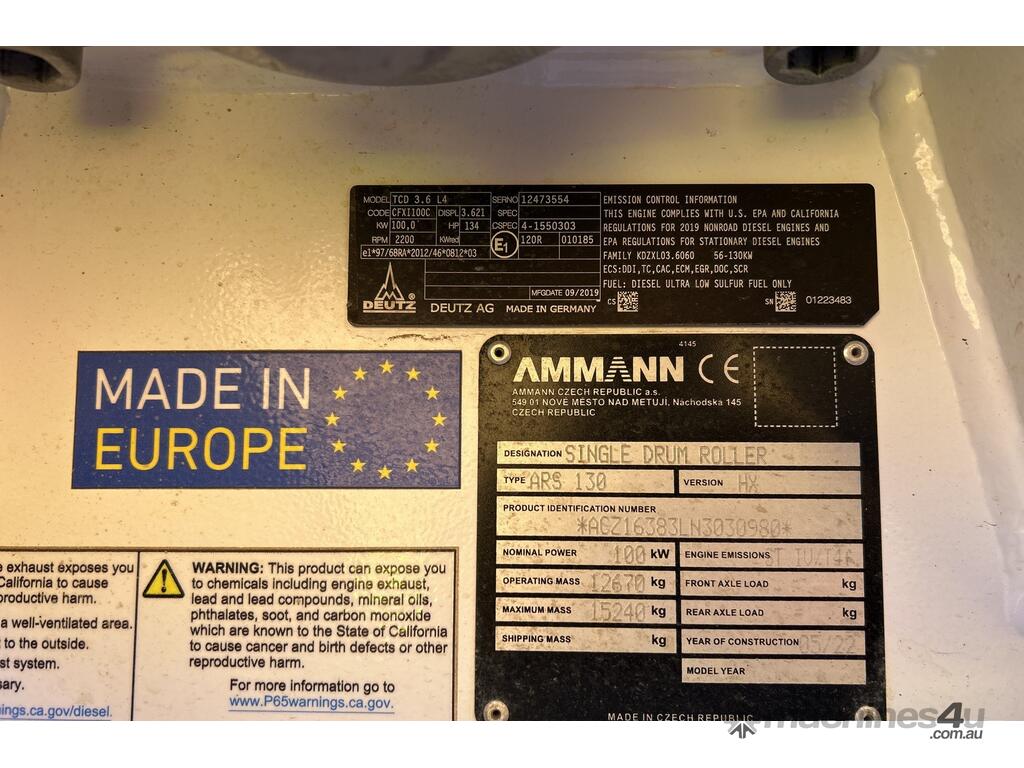 MODEL TCD 3.6 L4 SERNO 12473554
CODE CFXI100C DISPL 3.621 SPEC
KW 100,0 HP 134 CSPEC 4-1550303
RPM 2200 KWred E1 120R 010185
e1*97/68RA*2012/46*0812*03
MFGDATE 09/2019
DEUTZ
DEUTZ AG MADE IN GERMANY
EMISSION CONTROL INFORMATION
THIS ENGINE COMPLIES WITH U.S. EPA AND CALIFORNIA
REGULATIONS FOR 2019 NONROAD DIESEL ENGINES AND
EPA REGULATIONS FOR STATIONARY DIESEL ENGINES
FAMILY KDZXL03.6060 56-130KW
ECS:DDI,TC,CAC,ECM,EGR,DOC,SCR
FUEL: DIESEL ULTRA LOW SULFUR FUEL ONLY
CS SN 01223483
MADE IN
EUROPE
4145
AMMANN CE
AMMANN CZECH REPUBLIC a.s.
549 01 NOVÉ MĚSTO NAD METUJÍ, Náchodská 145
CZECH REPUBLIC
DESIGNATION SINGLE DRUM ROLLER
TYPE ARS 130 VERSION HX
PRODUCT IDENTIFICATION NUMBER
*ACZ16383LN3030980*
NOMINAL POWER 100 kW ENGINE EMISSIONS
OPERATING MASS 12670 kg FRONT AXLE LOAD kg
MAXIMUM MASS 15240 kg REAR AXLE LOAD kg
SHIPPING MASS kg YEAR OF CONSTRUCTION 05/22
MODEL YEAR
MADE IN CZECH REPUBLIC
e exhaust exposes you
California to cause
roductive harm.
a well-ventilated area.
t to the outside.
st system.
sary.
ings.ca.gov/diesel.
WARNING: This product can expose you
to chemicals including engine exhaust,
lead and lead compounds, mineral oils,
phthalates, soot, and carbon monoxide
which are known to the State of California
to cause cancer and birth defects or other
reproductive harm.
For more information go to
www.P65warnings.ca.gov.
machines4u
.com.au